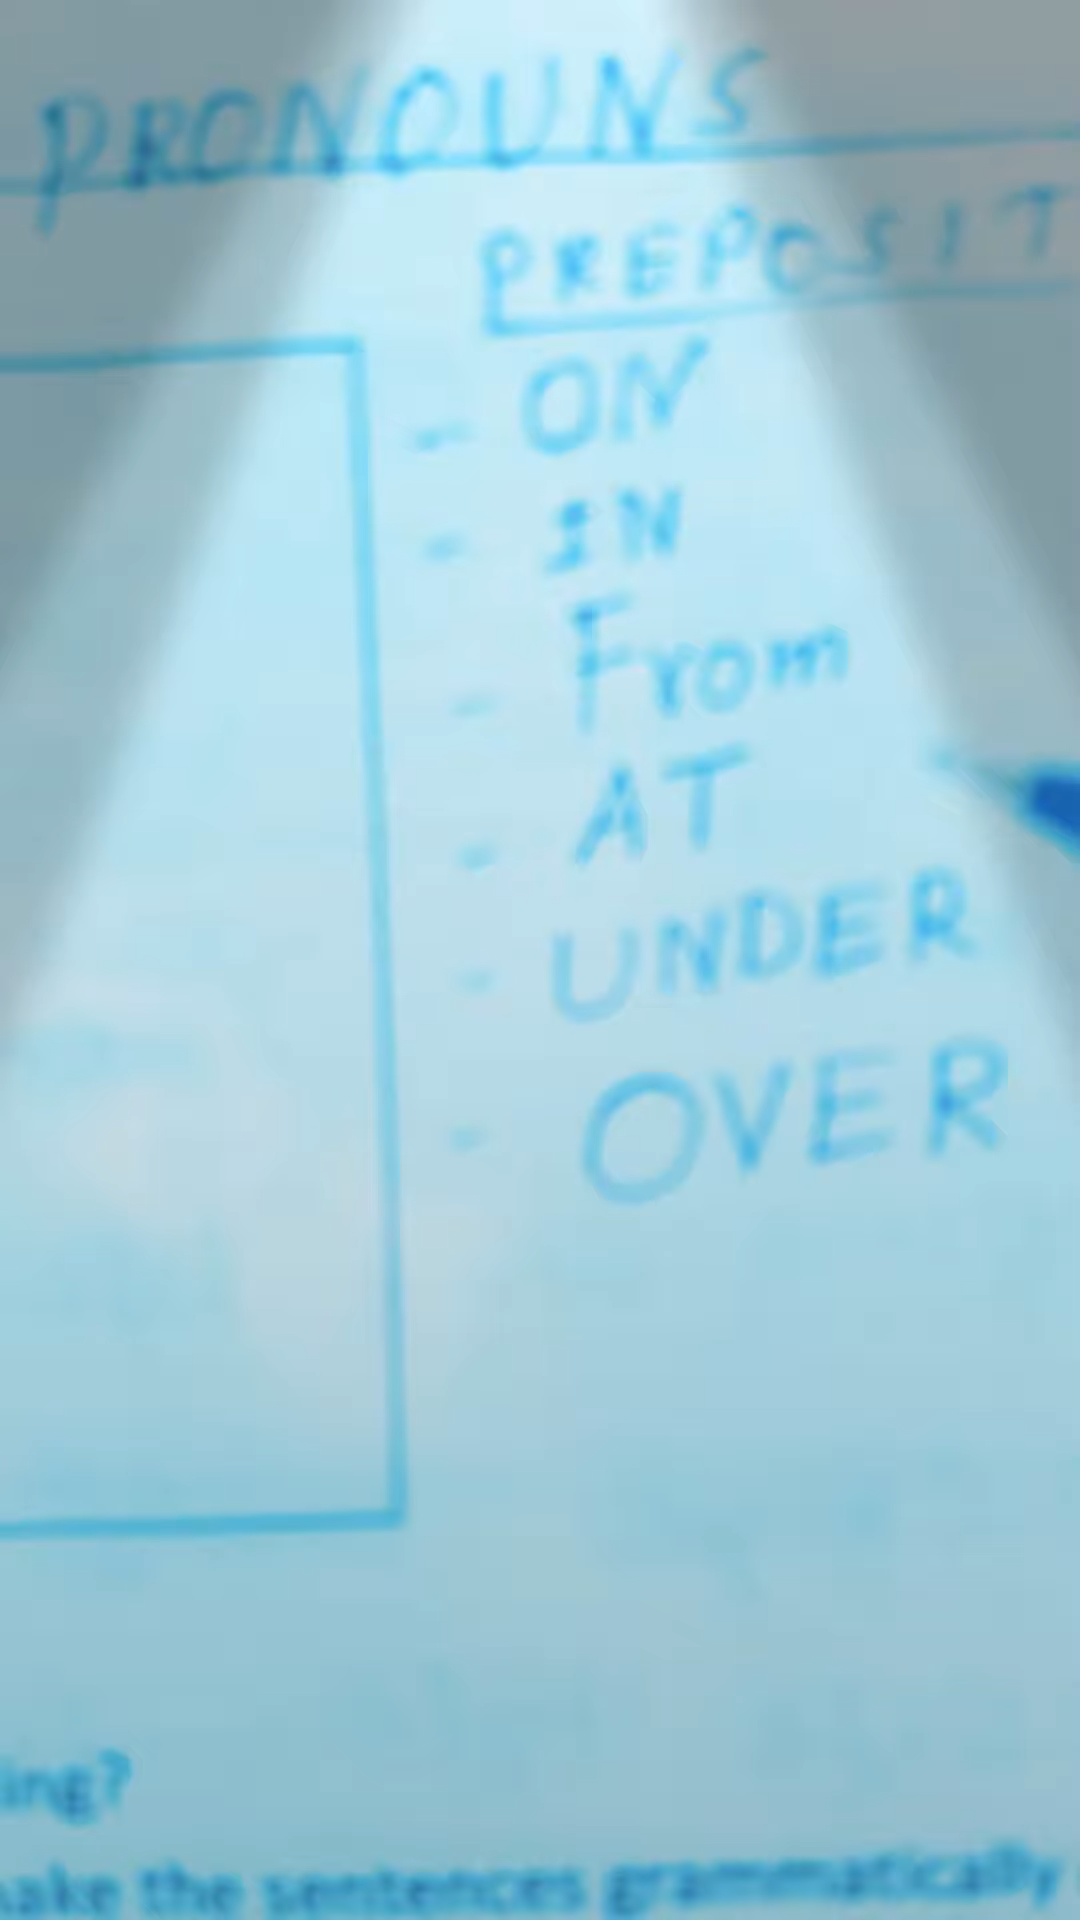 PRONOUNS
PREPOSIT
- ON
- IN
- From
- AT
- UNDER
- OVER
ing?
ake the sentences grammatically